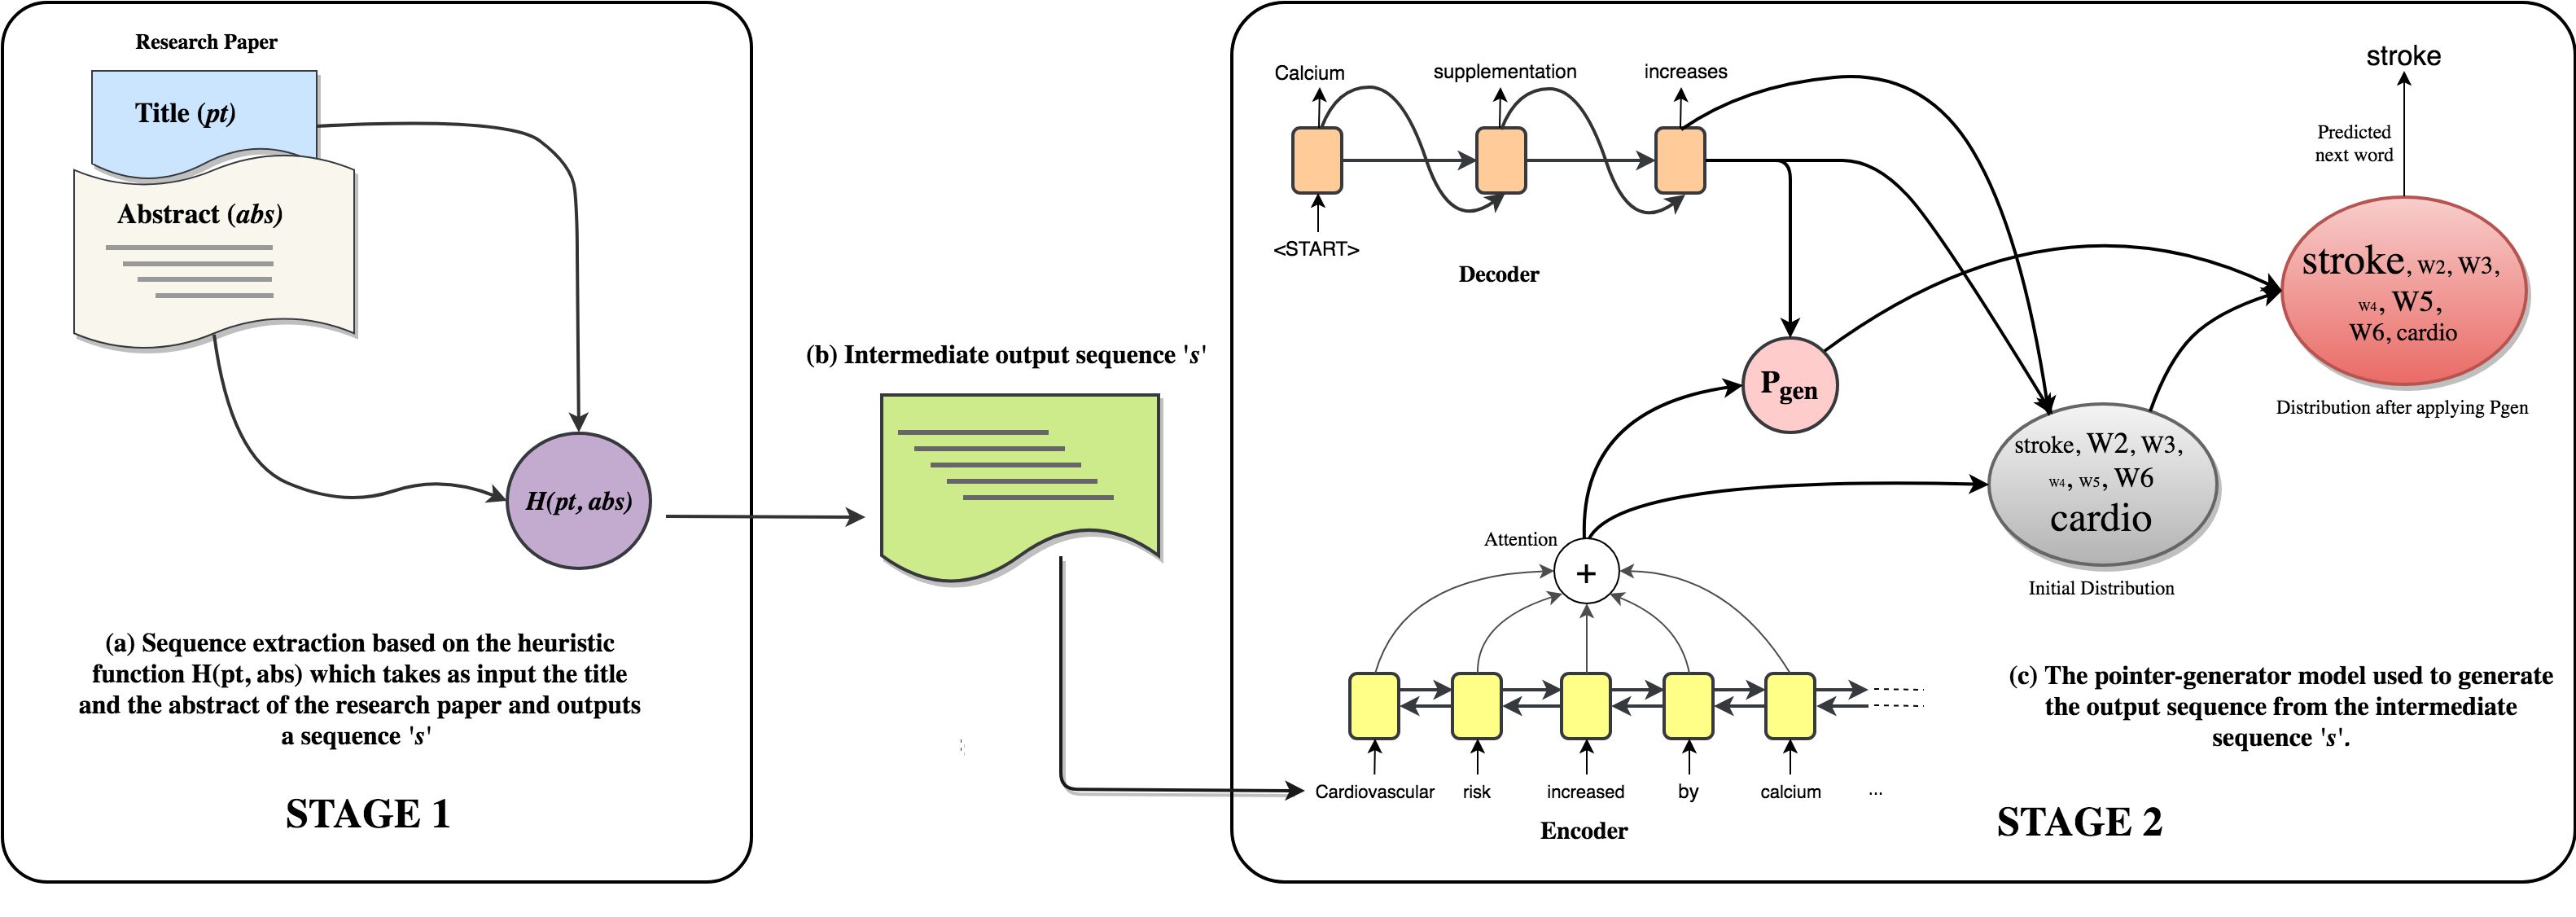 Research Paper
Title (pt)
Abstract (abs)
H(pt, abs)
(a) Sequence extraction based on the heuristic
function H(pt, abs) which takes as input the title
and the abstract of the research paper and outputs
a sequence 's'
STAGE 1
(b) Intermediate output sequence 's'
Calcium
supplementation
increases
<START>
Decoder
Pgen
Attention
+
Cardiovascular
risk
increased
by
calcium
...
Encoder
stroke
Predicted
next word
stroke, W2, W3,
W4, W5,
W6, cardio
Distribution after applying Pgen
stroke, W2, W3,
W4, W5, W6
cardio
Initial Distribution
(c) The pointer-generator model used to generate
the output sequence from the intermediate
sequence 's'.
STAGE 2